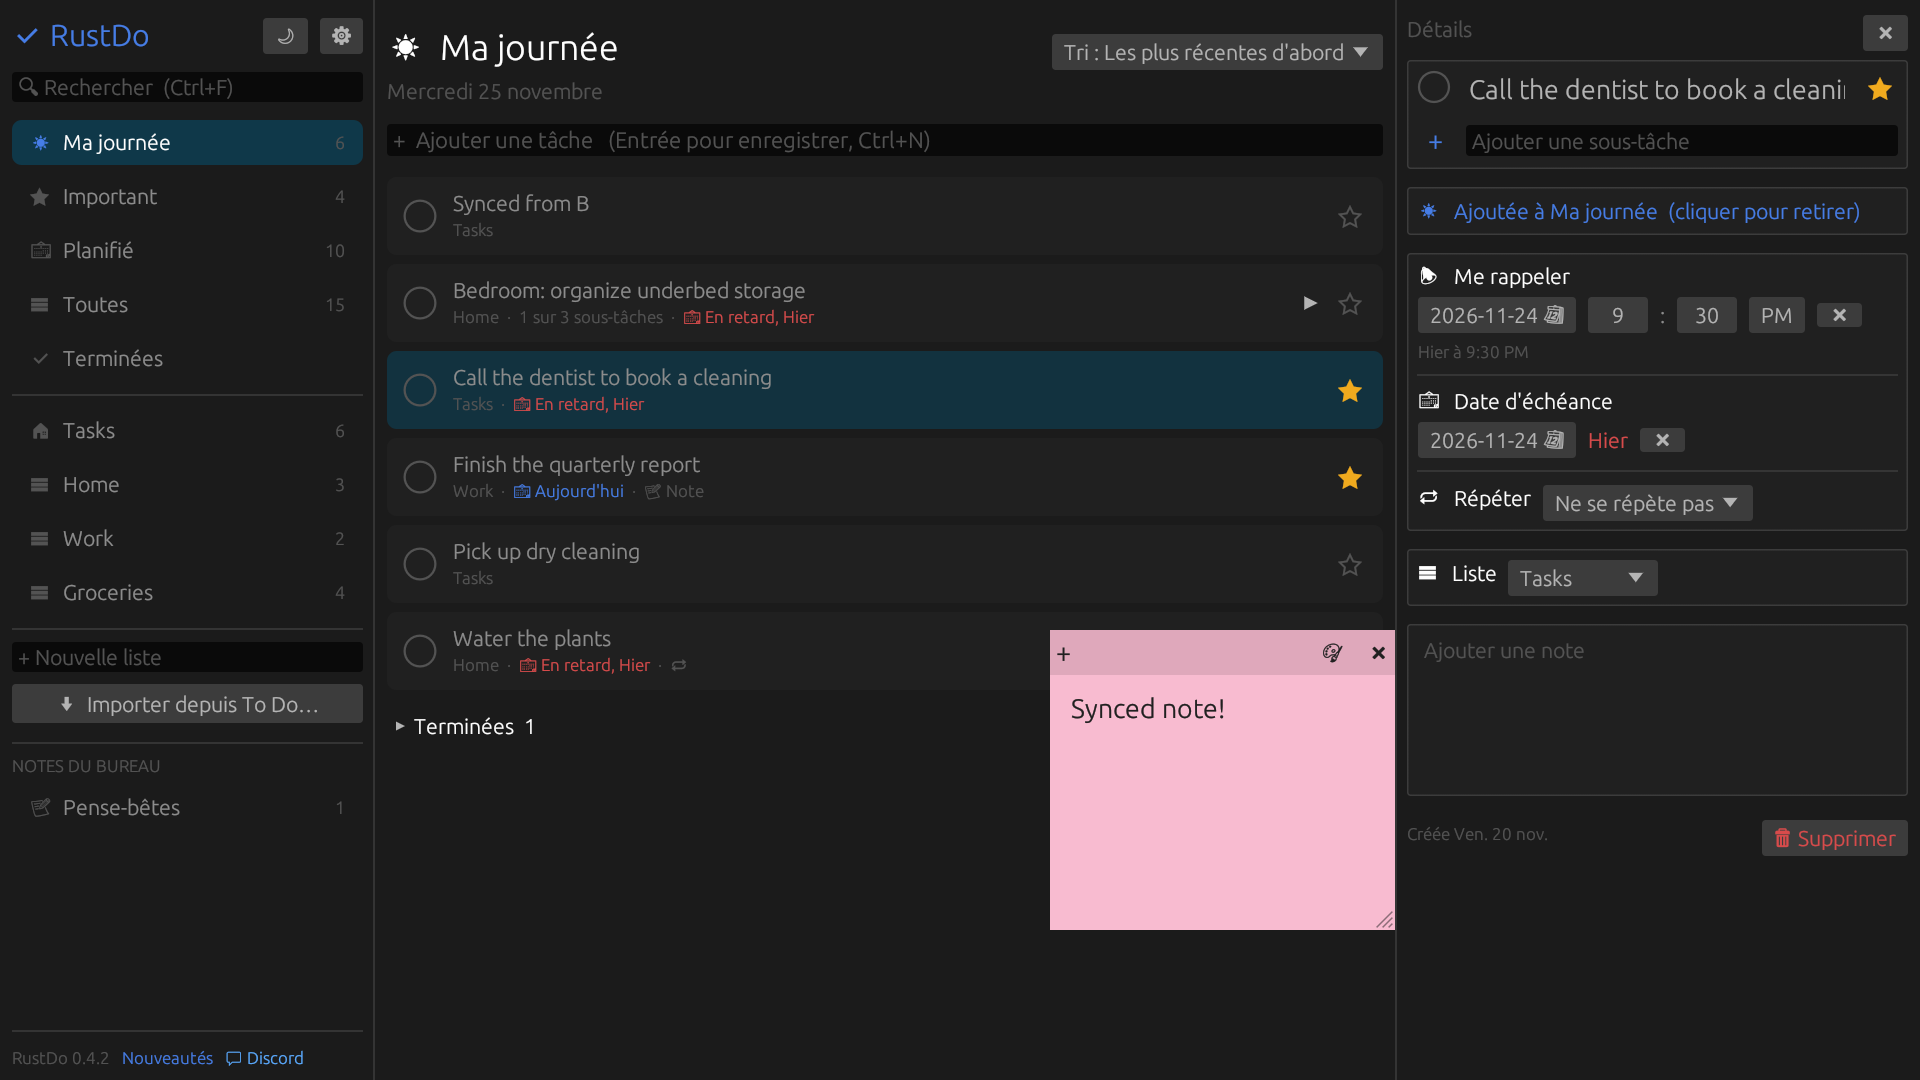 RustDo
Rechercher (Ctrl+F)
Ma journée 6
Important 4
Planifié 10
Toutes 15
Terminées
Tasks 6
Home 3
Work 2
Groceries 4
+ Nouvelle liste
Importer depuis To Do…
NOTES DU BUREAU
Pense-bêtes 1
RustDo 0.4.2 Nouveautés Discord
Ma journée
Tri : Les plus récentes d'abord
Mercredi 25 novembre
+ Ajouter une tâche (Entrée pour enregistrer, Ctrl+N)
Synced from B
Tasks
Bedroom: organize underbed storage
Home · 1 sur 3 sous-tâches · En retard, Hier
Call the dentist to book a cleaning
Tasks · En retard, Hier
Finish the quarterly report
Work · Aujourd'hui · Note
Pick up dry cleaning
Tasks
Water the plants
Home · En retard, Hier ·
Terminées 1
Synced note!
Détails
Call the dentist to book a cleanin
+ Ajouter une sous-tâche
Ajoutée à Ma journée (cliquer pour retirer)
Me rappeler
2026-11-24 9 : 30 PM
Hier à 9:30 PM
Date d'échéance
2026-11-24 Hier
Répéter Ne se répète pas
Liste Tasks
Ajouter une note
Créée Ven. 20 nov.
Supprimer